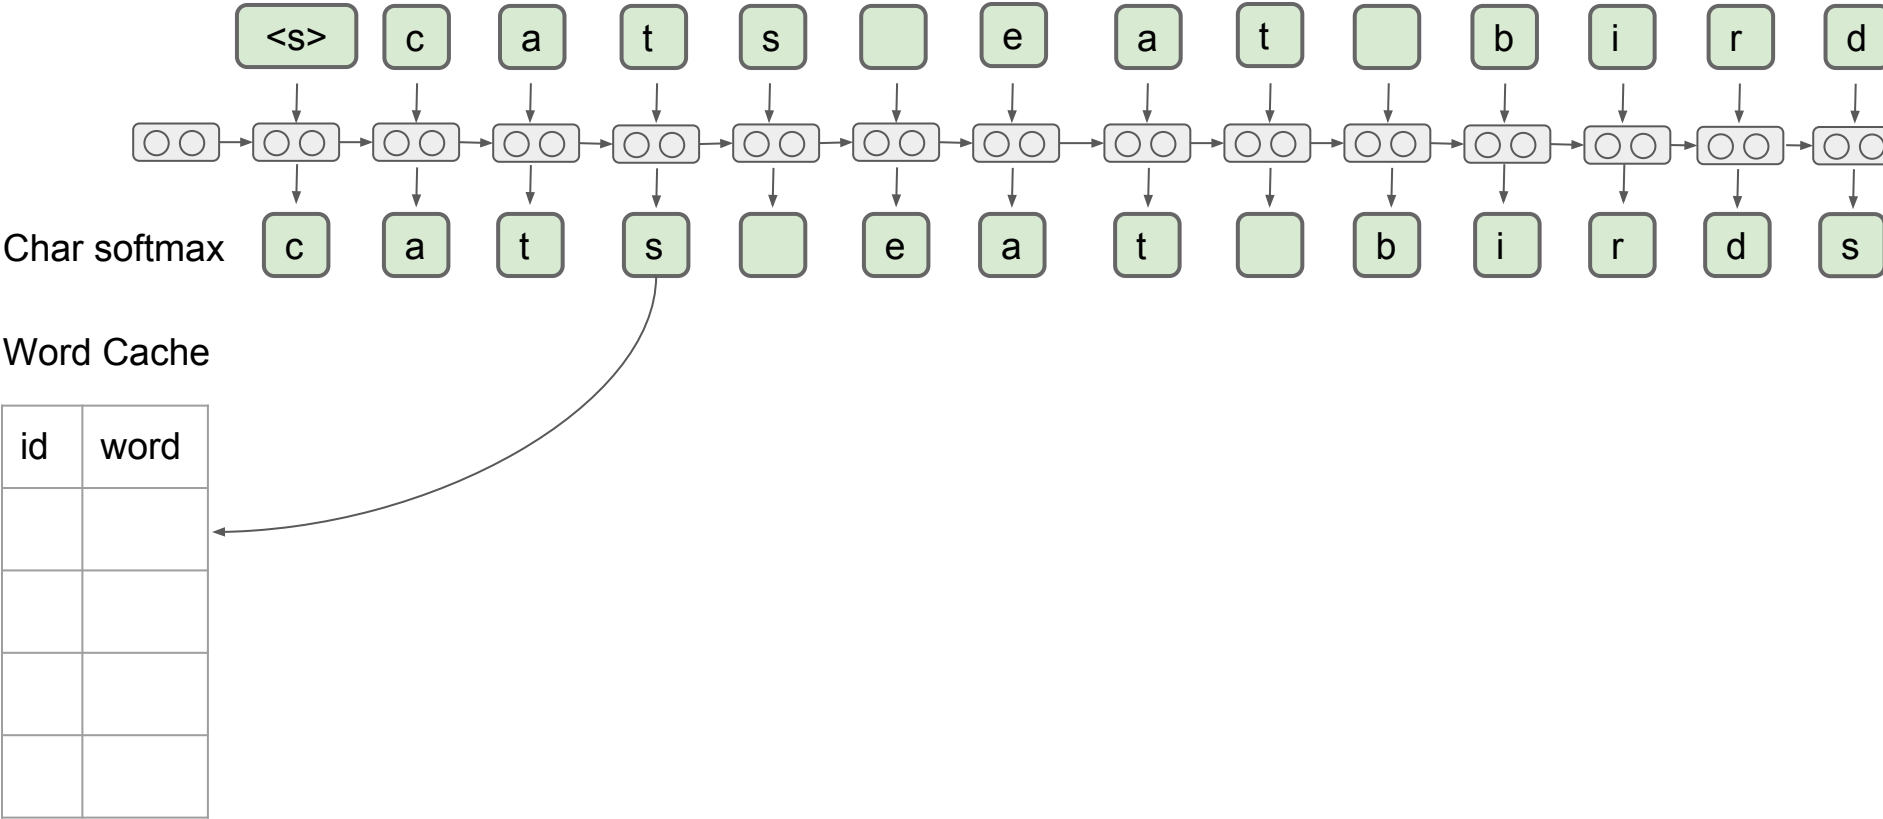 <s> c a t s e a t b i r d
Char softmax c a t s e a t b i r d s
Word Cache
id word